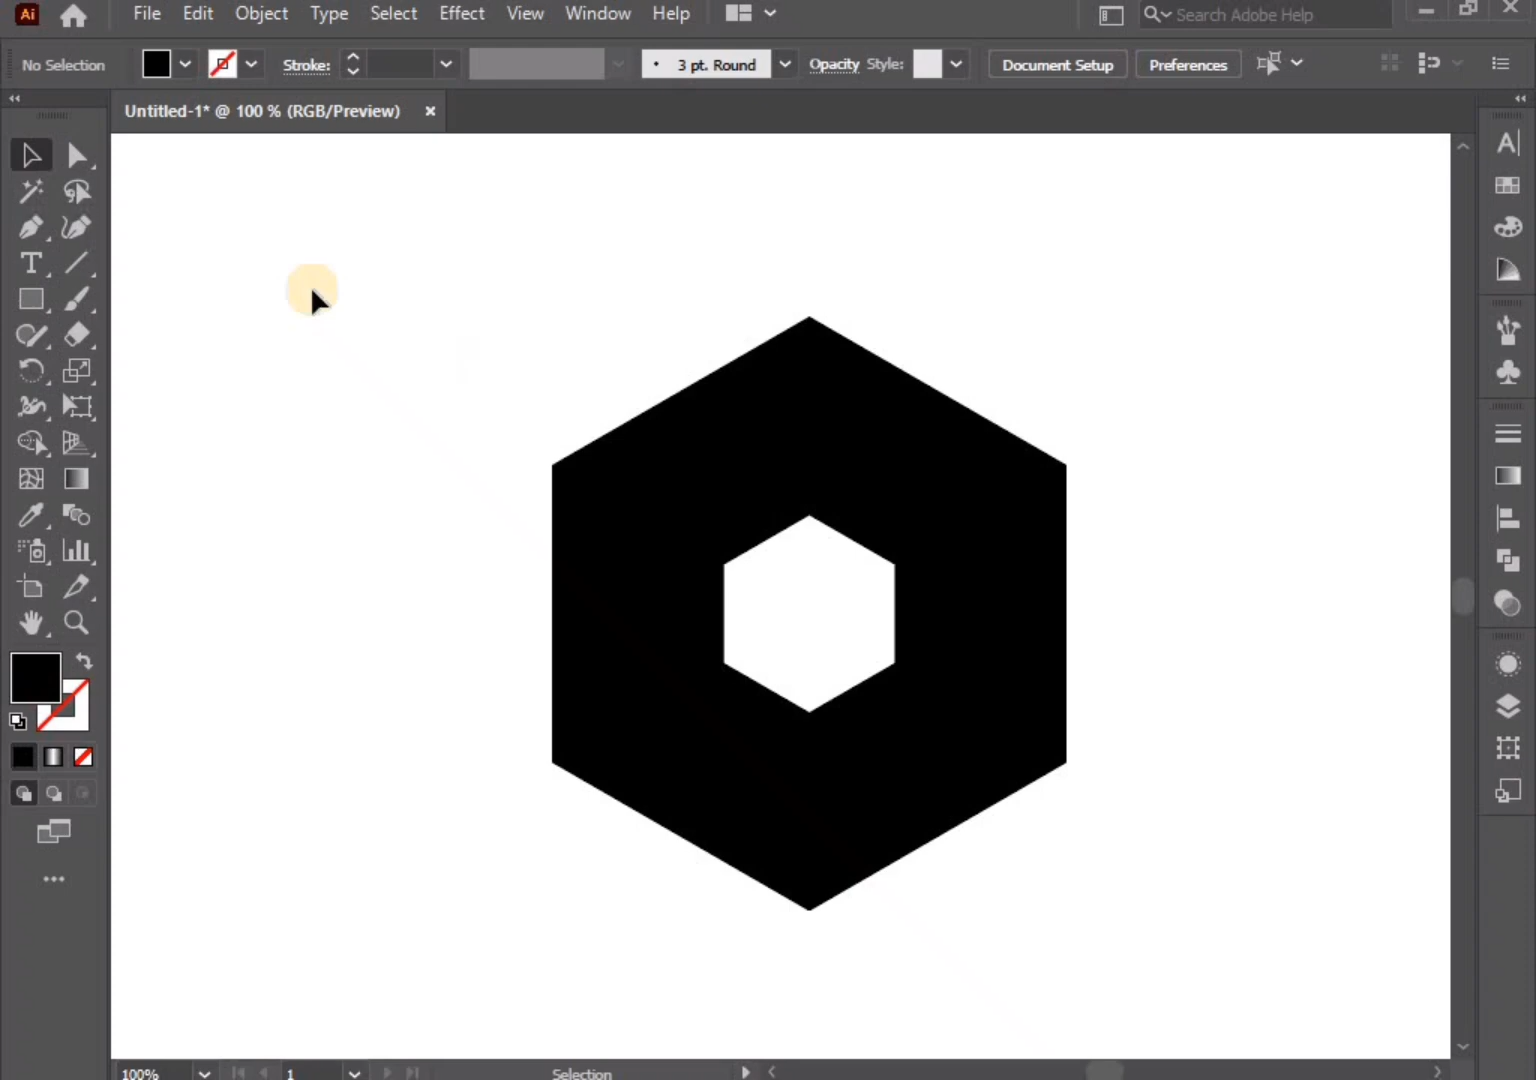 Ai File Edit Object Type Select Effect View Window Help Search Adobe Help
No Selection Stroke: 3 pt. Round Opacity Style: Document Setup Preferences
Untitled-1* @ 100 % (RGB/Preview) ×
100% 1 Selection